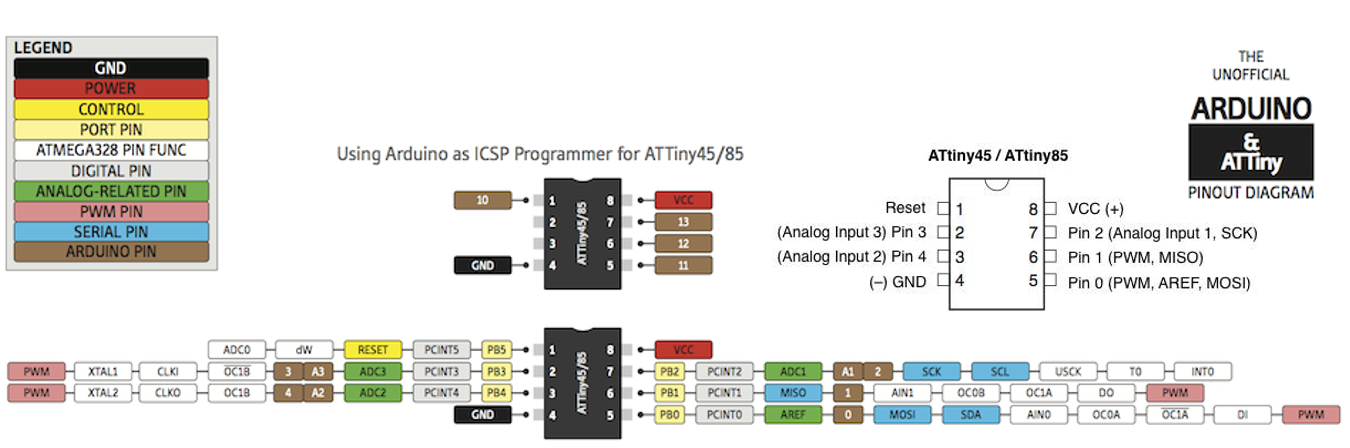 LEGEND
GND
POWER
CONTROL
PORT PIN
ATMEGA328 PIN FUNC
DIGITAL PIN
ANALOG-RELATED PIN
PWM PIN
SERIAL PIN
ARDUINO PIN
Using Arduino as ICSP Programmer for ATTiny45/85
10 1 8 VCC
2 7 13
3 6 12
GND 4 5 11
ATTiny45/85
ATtiny45 / ATtiny85
Reset 1 8 VCC (+)
(Analog Input 3) Pin 3 2 7 Pin 2 (Analog Input 1, SCK)
(Analog Input 2) Pin 4 3 6 Pin 1 (PWM, MISO)
(–) GND 4 5 Pin 0 (PWM, AREF, MOSI)
THE
UNOFFICIAL
ARDUINO
&
ATTiny
PINOUT DIAGRAM
ADC0 dW RESET PCINT5 PB5 1 8 VCC
PWM XTAL1 CLKI OC1B 3 A3 ADC3 PCINT3 PB3 2 7 PB2 PCINT2 ADC1 A1 2 SCK SCL USCK T0 INT0
PWM XTAL2 CLKO OC1B 4 A2 ADC2 PCINT4 PB4 3 6 PB1 PCINT1 MISO 1 AIN1 OC0B OC1A DO PWM
GND 4 5 PB0 PCINT0 AREF 0 MOSI SDA AIN0 OC0A OC1A DI PWM
ATTiny45/85